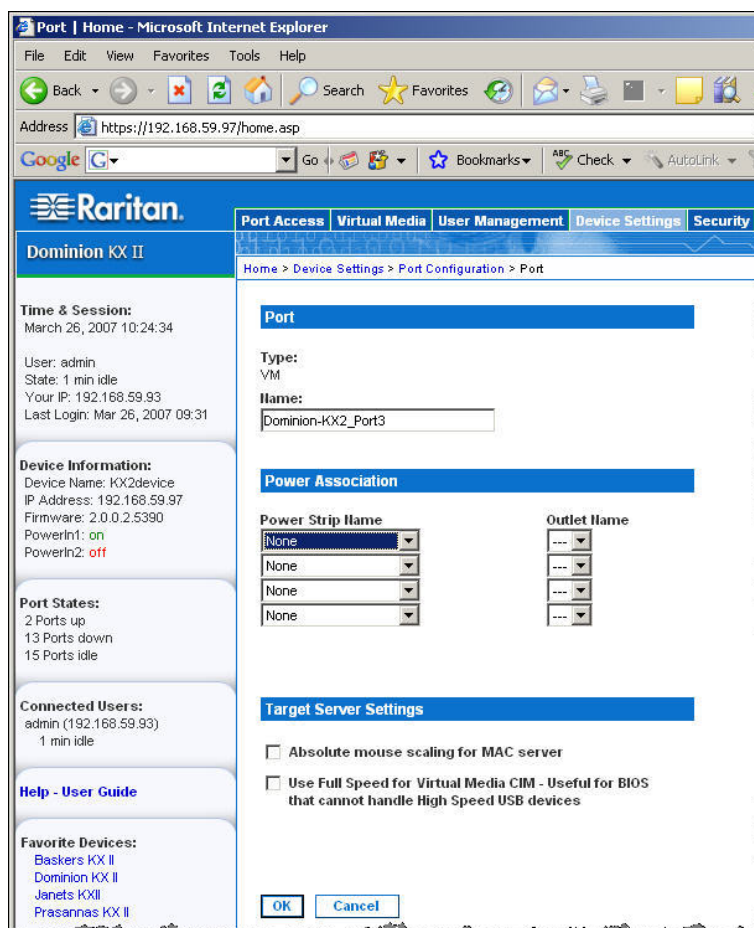 Port | Home - Microsoft Internet Explorer
File Edit View Favorites Tools Help
Back Search Favorites
Address https://192.168.59.97/home.asp
Google G Go Bookmarks ABC Check AutoLink
Raritan.
Port Access Virtual Media User Management Device Settings Security
Dominion KX II
Home > Device Settings > Port Configuration > Port
Time & Session:
March 26, 2007 10:24:34
User: admin
State: 1 min idle
Your IP: 192.168.59.93
Last Login: Mar 26, 2007 09:31
Device Information:
Device Name: KX2device
IP Address: 192.168.59.97
Firmware: 2.0.0.2.5390
PowerIn1: on
PowerIn2: off
Port States:
2 Ports up
13 Ports down
15 Ports idle
Connected Users:
admin (192.168.59.93)
1 min idle
Help - User Guide
Favorite Devices:
Baskers KX II
Dominion KX II
Janets KXII
Prasannas KX II
Port
Type:
VM
Name:
Dominion-KX2_Port3
Power Association
Power Strip Name Outlet Name
None ---
None ---
None ---
None ---
Target Server Settings
Absolute mouse scaling for MAC server
Use Full Speed for Virtual Media CIM - Useful for BIOS
that cannot handle High Speed USB devices
OK Cancel